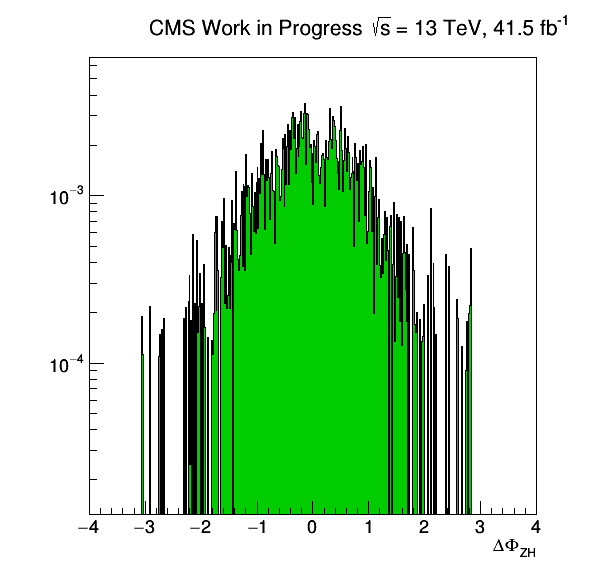 CMS Work in Progress √s = 13 TeV, 41.5 fb⁻¹
10⁻³
10⁻⁴
−4 −3 −2 −1 0 1 2 3 4
ΔΦ_ZH